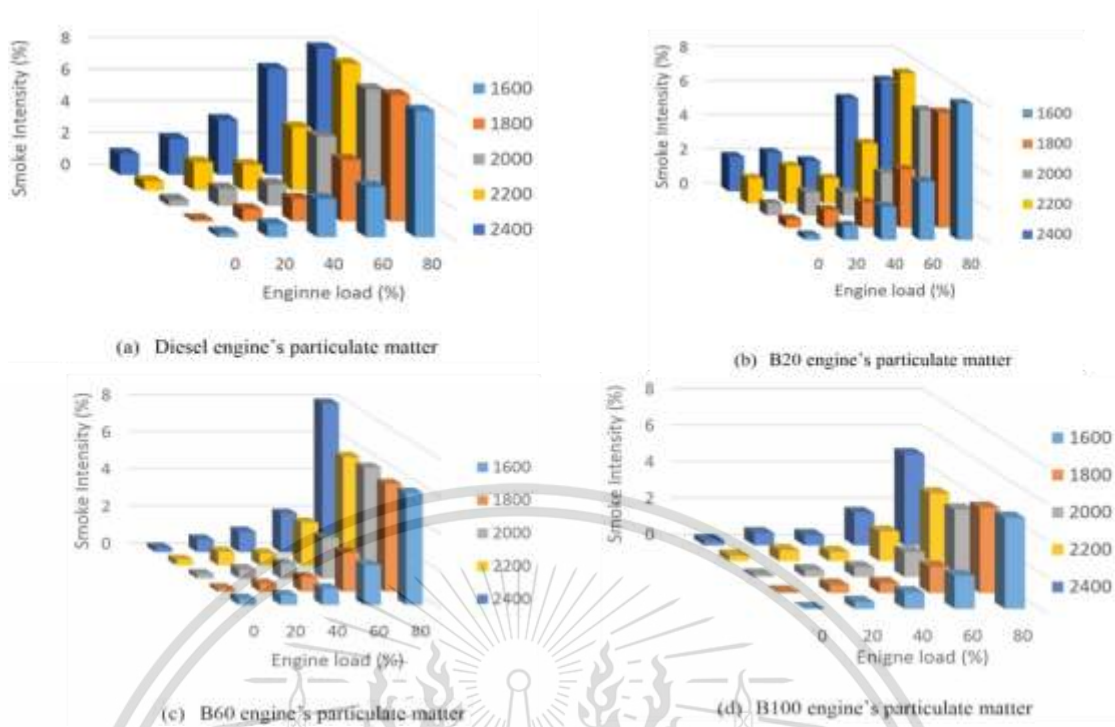 Smoke Intensity (%)
8
6
4
2
0
1600
1800
2000
2200
2400
0 20 40 60 80
Enginne load (%)
(a) Diesel engine's particulate matter
Smoke Intensity (%)
8
6
4
2
0
1600
1800
2000
2200
2400
0 20 40 60 80
Engine load (%)
(b) B20 engine's particulate matter
Smoke Intensity (%)
8
6
4
2
0
1600
1800
2000
2200
2400
0 20 40 60 80
Engine load (%)
(c) B60 engine's particulate matter
Smoke Intensity (%)
8
6
4
2
0
1600
1800
2000
2200
2400
0 20 40 60 80
Enigne load (%)
(d) B100 engine's particulate matter